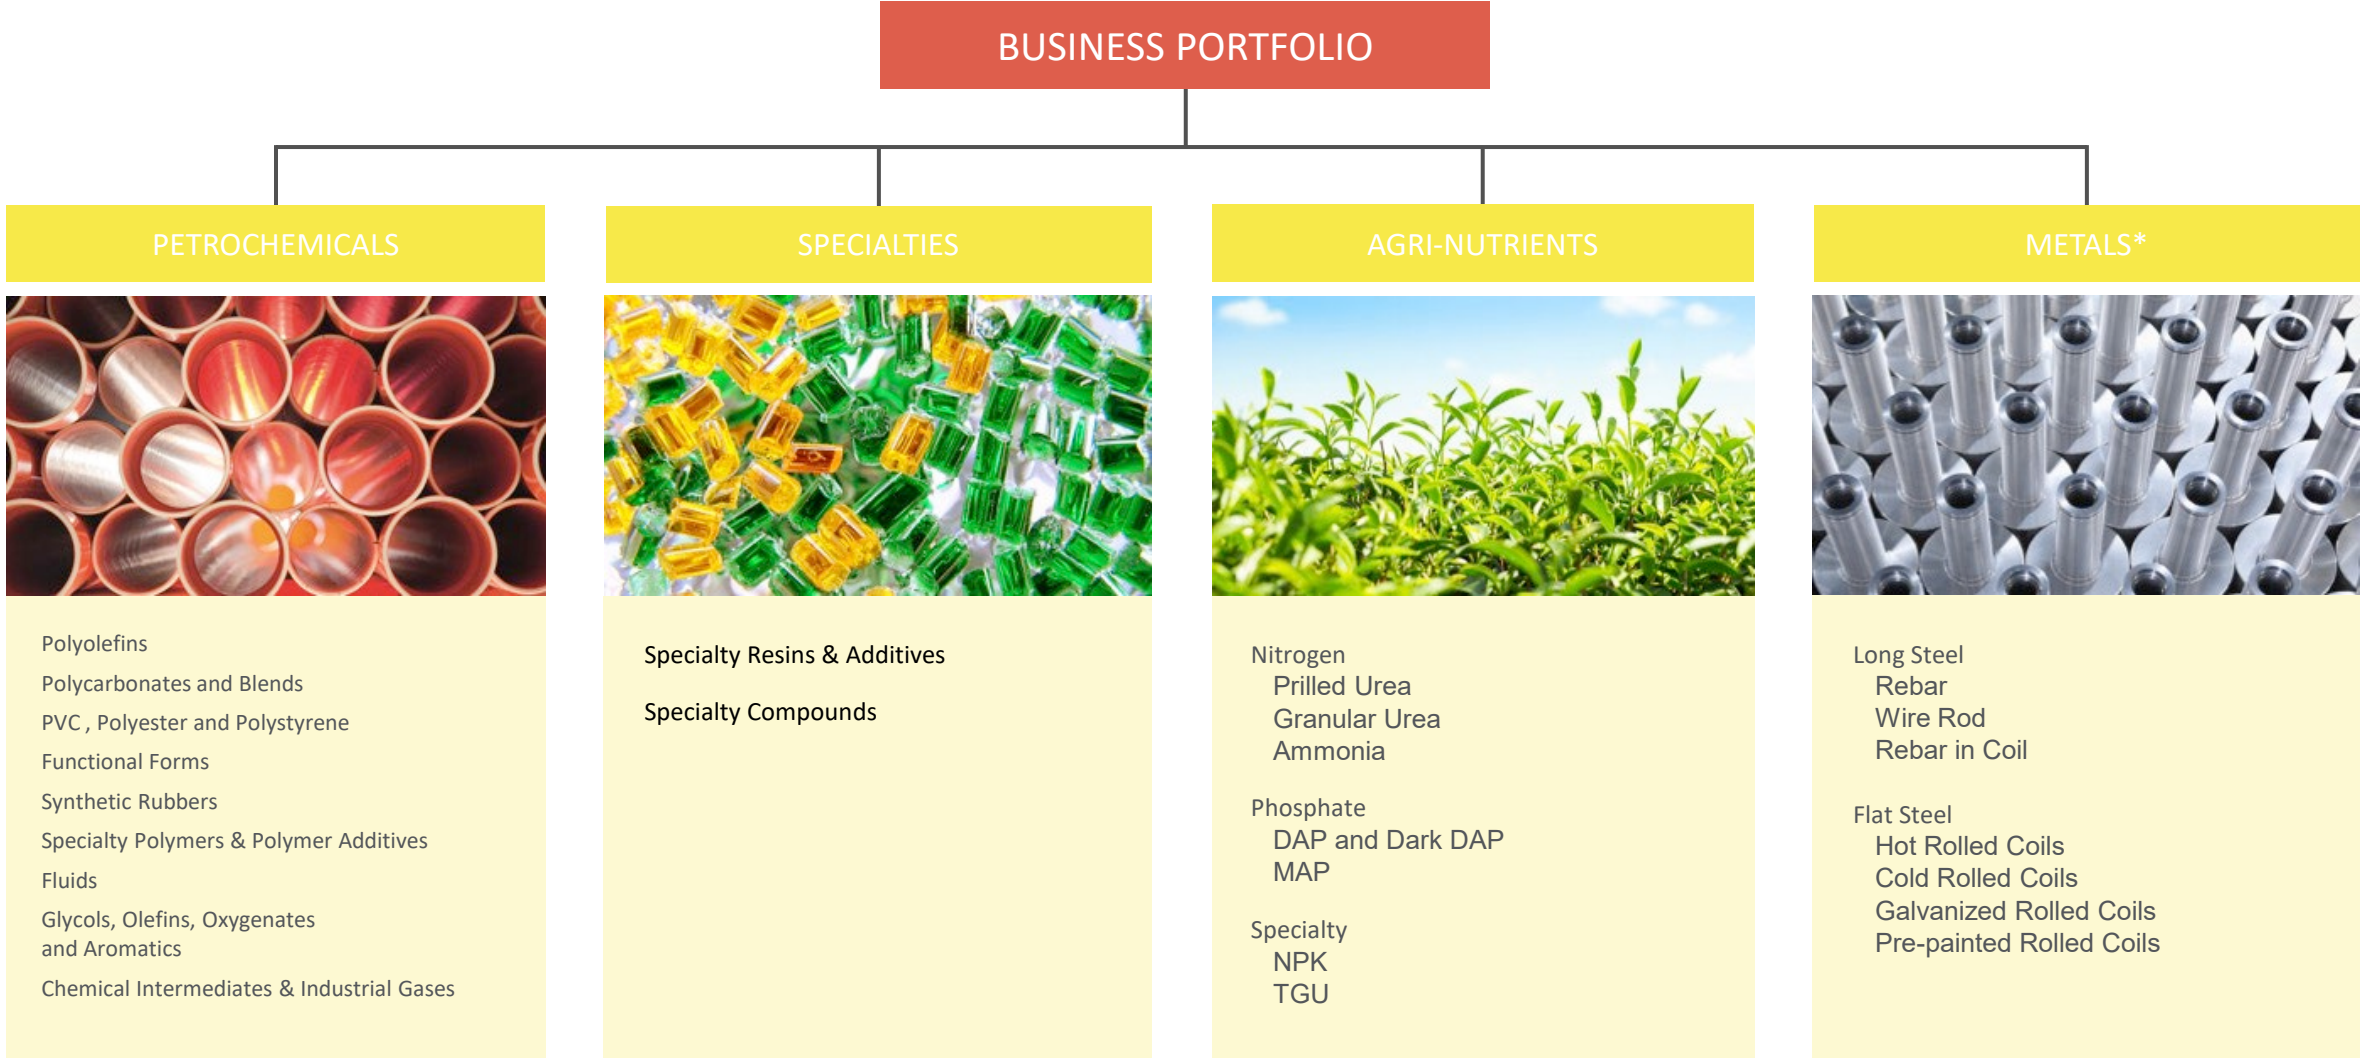 BUSINESS PORTFOLIO
PETROCHEMICALS
Polyolefins
Polycarbonates and Blends
PVC , Polyester and Polystyrene
Functional Forms
Synthetic Rubbers
Specialty Polymers & Polymer Additives
Fluids
Glycols, Olefins, Oxygenates
and Aromatics
Chemical Intermediates & Industrial Gases
SPECIALTIES
Specialty Resins & Additives
Specialty Compounds
AGRI-NUTRIENTS
Nitrogen
Prilled Urea
Granular Urea
Ammonia
Phosphate
DAP and Dark DAP
MAP
Specialty
NPK
TGU
METALS*
Long Steel
Rebar
Wire Rod
Rebar in Coil
Flat Steel
Hot Rolled Coils
Cold Rolled Coils
Galvanized Rolled Coils
Pre-painted Rolled Coils